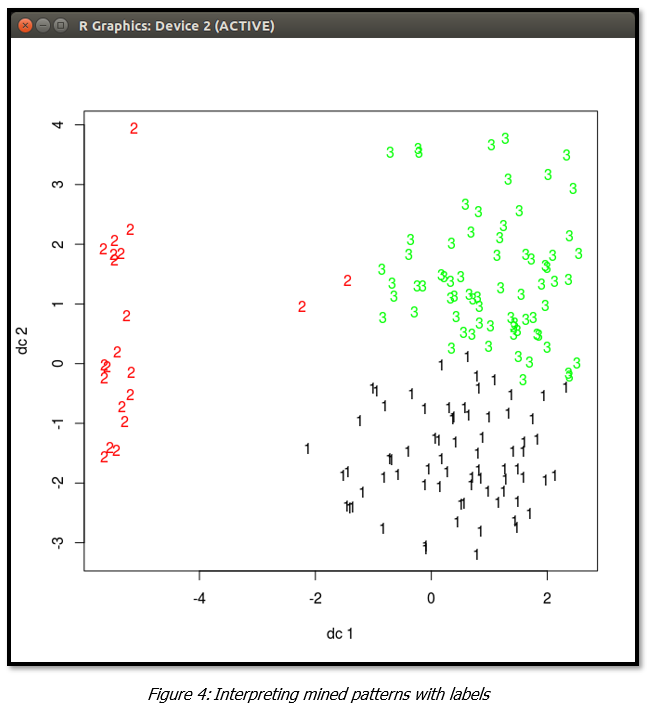 R Graphics: Device 2 (ACTIVE)
4
3
2
1
0
-1
-2
-3
dc 2
-4 -2 0 2
dc 1
Figure 4: Interpreting mined patterns with labels